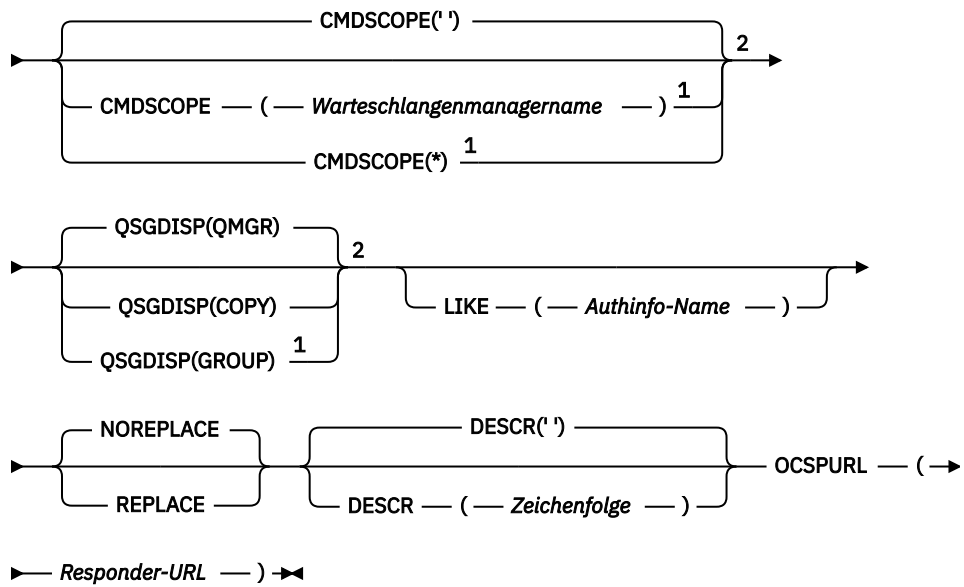 CMDSCOPE(' ')
2
CMDSCOPE ( Warteschlangenmanagername ) 1
CMDSCOPE(*) 1
QSGDISP(QMGR)
2
QSGDISP(COPY)
LIKE ( Authinfo-Name )
QSGDISP(GROUP) 1
NOREPLACE
DESCR(' ')
OCSPURL (
REPLACE
DESCR ( Zeichenfolge )
Responder-URL )